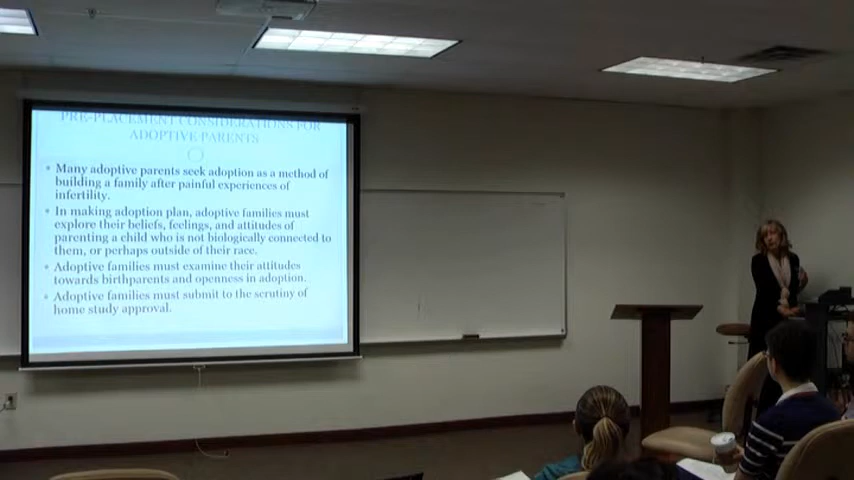 PRE-PLACEMENT CONSIDERATIONS FOR
ADOPTIVE PARENTS
• Many adoptive parents seek adoption as a method of
building a family after painful experiences of
infertility.
• In making adoption plan, adoptive families must
explore their beliefs, feelings, and attitudes of
parenting a child who is not biologically connected to
them, or perhaps outside of their race.
• Adoptive families must examine their attitudes
towards birthparents and openness in adoption.
• Adoptive families must submit to the scrutiny of
home study approval.